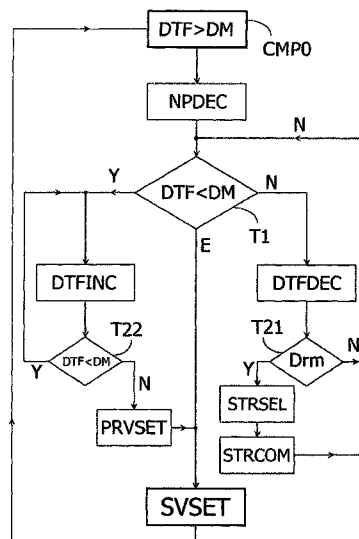 DTF>DM
CMP0
NPDEC
N
Y
DTF<DM
N
T1
E
DTFINC
DTFDEC
T22
T21
DTF<DM
Drm
N
Y
N
Y
STRSEL
PRVSET
STRCOM
SVSET